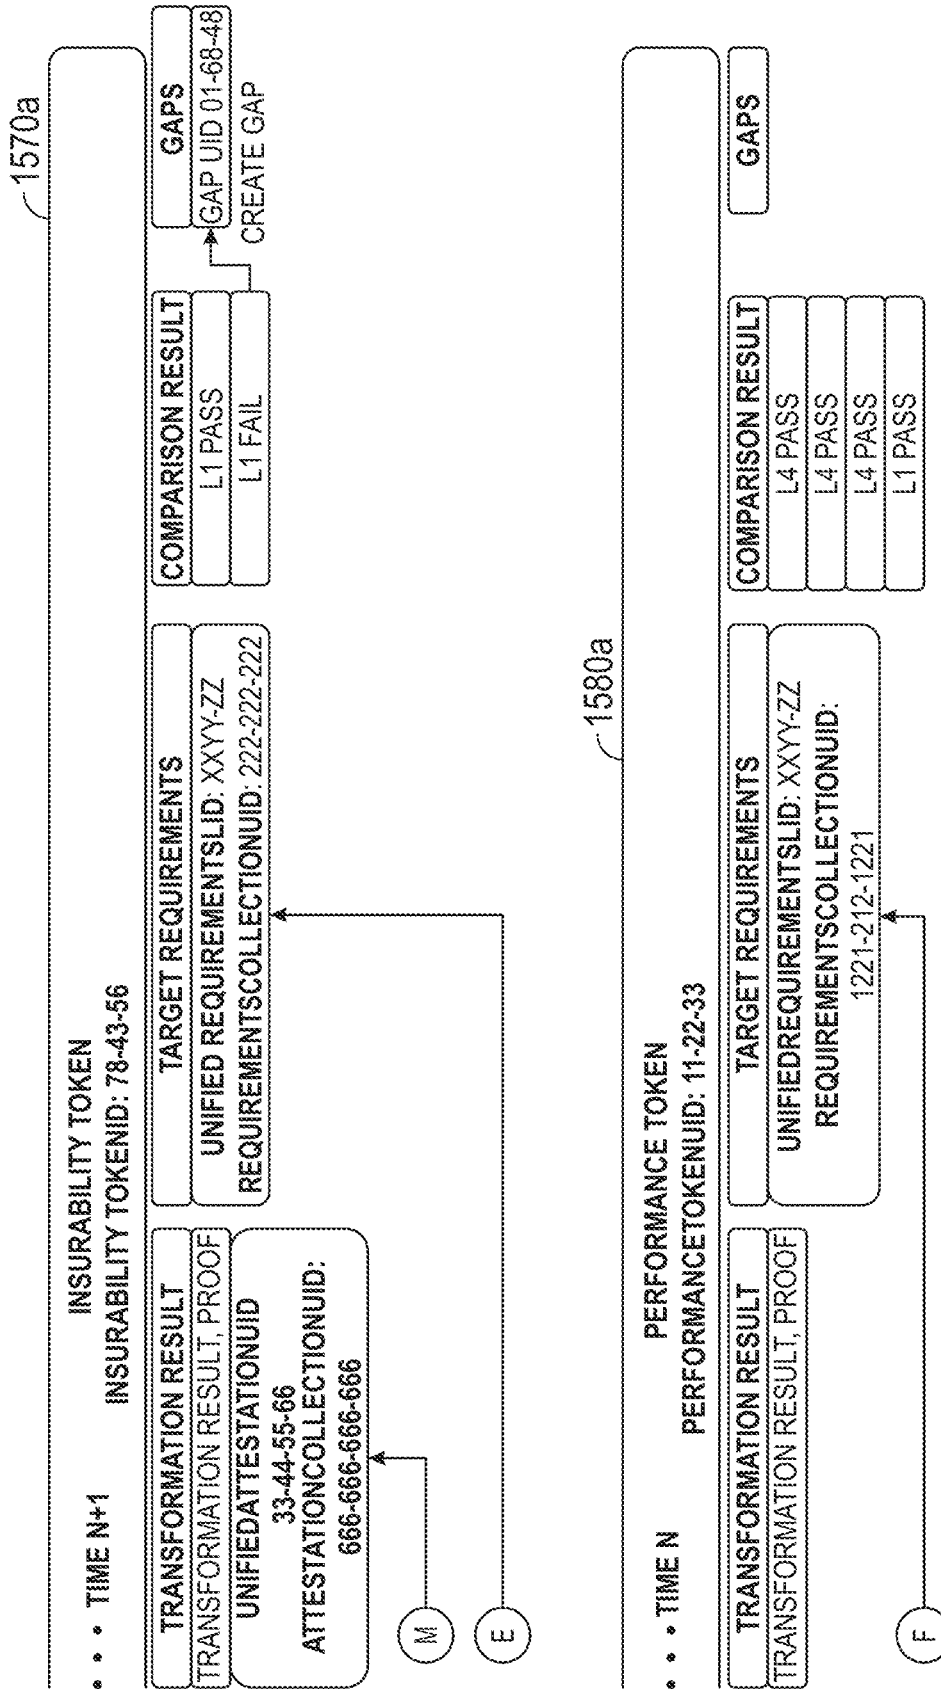 1570a
• • • TIME N+1
INSURABILITY TOKEN
INSURABILITY TOKENID: 78-43-56
TRANSFORMATION RESULT
TRANSFORMATION RESULT, PROOF
UNIFIEDATTESTATIONUID
33-44-55-66
ATTESTATIONCOLLECTIONUID:
666-666-666-666
TARGET REQUIREMENTS
UNIFIED REQUIREMENTSLID: XXYY-ZZ
REQUIREMENTSCOLLECTIONUID: 222-222-222
COMPARISON RESULT
L1 PASS
L1 FAIL
GAPS
GAP UID 01-68-48
CREATE GAP
M
E
1580a
• • • TIME N
PERFORMANCE TOKEN
PERFORMANCETOKENUID: 11-22-33
TRANSFORMATION RESULT
TRANSFORMATION RESULT, PROOF
TARGET REQUIREMENTS
UNIFIEDREQUIREMENTSLID: XXYY-ZZ
REQUIREMENTSCOLLECTIONUID:
1221-212-1221
COMPARISON RESULT
L4 PASS
L4 PASS
L4 PASS
L1 PASS
GAPS
F